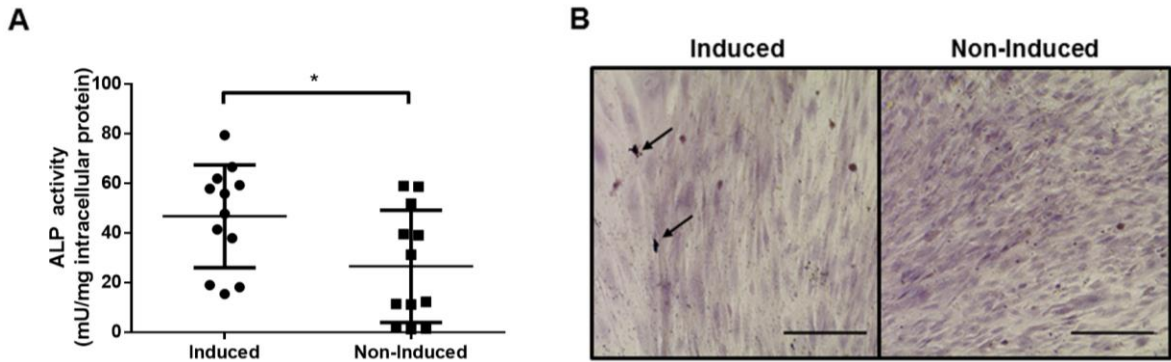 A
ALP activity
(mU/mg intracellular protein)
100
80
60
40
20
0
*
Induced
Non-Induced
B
Induced
Non-Induced